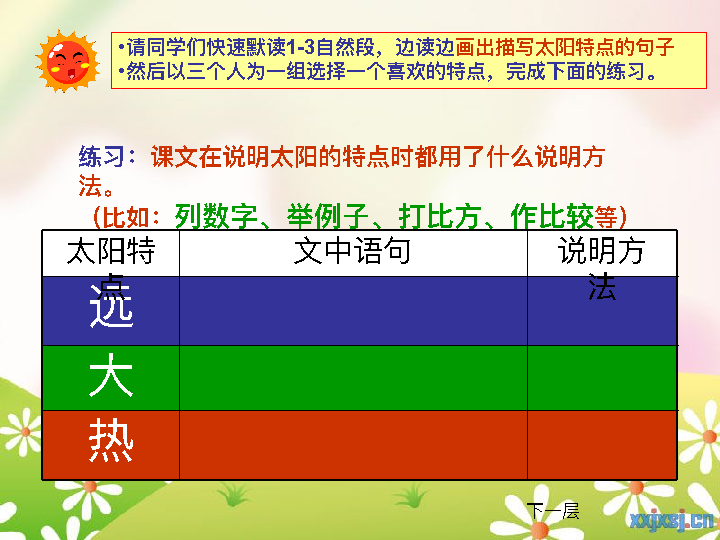 •请同学们快速默读1-3自然段，边读边画出描写太阳特点的句子
•然后以三个人为一组选择一个喜欢的特点，完成下面的练习。
练习：课文在说明太阳的特点时都用了什么说明方
法。
（比如：列数字、举例子、打比方、作比较等）
太阳特点
文中语句
说明方法
远
大
热
下一层
xxjxsj.cn